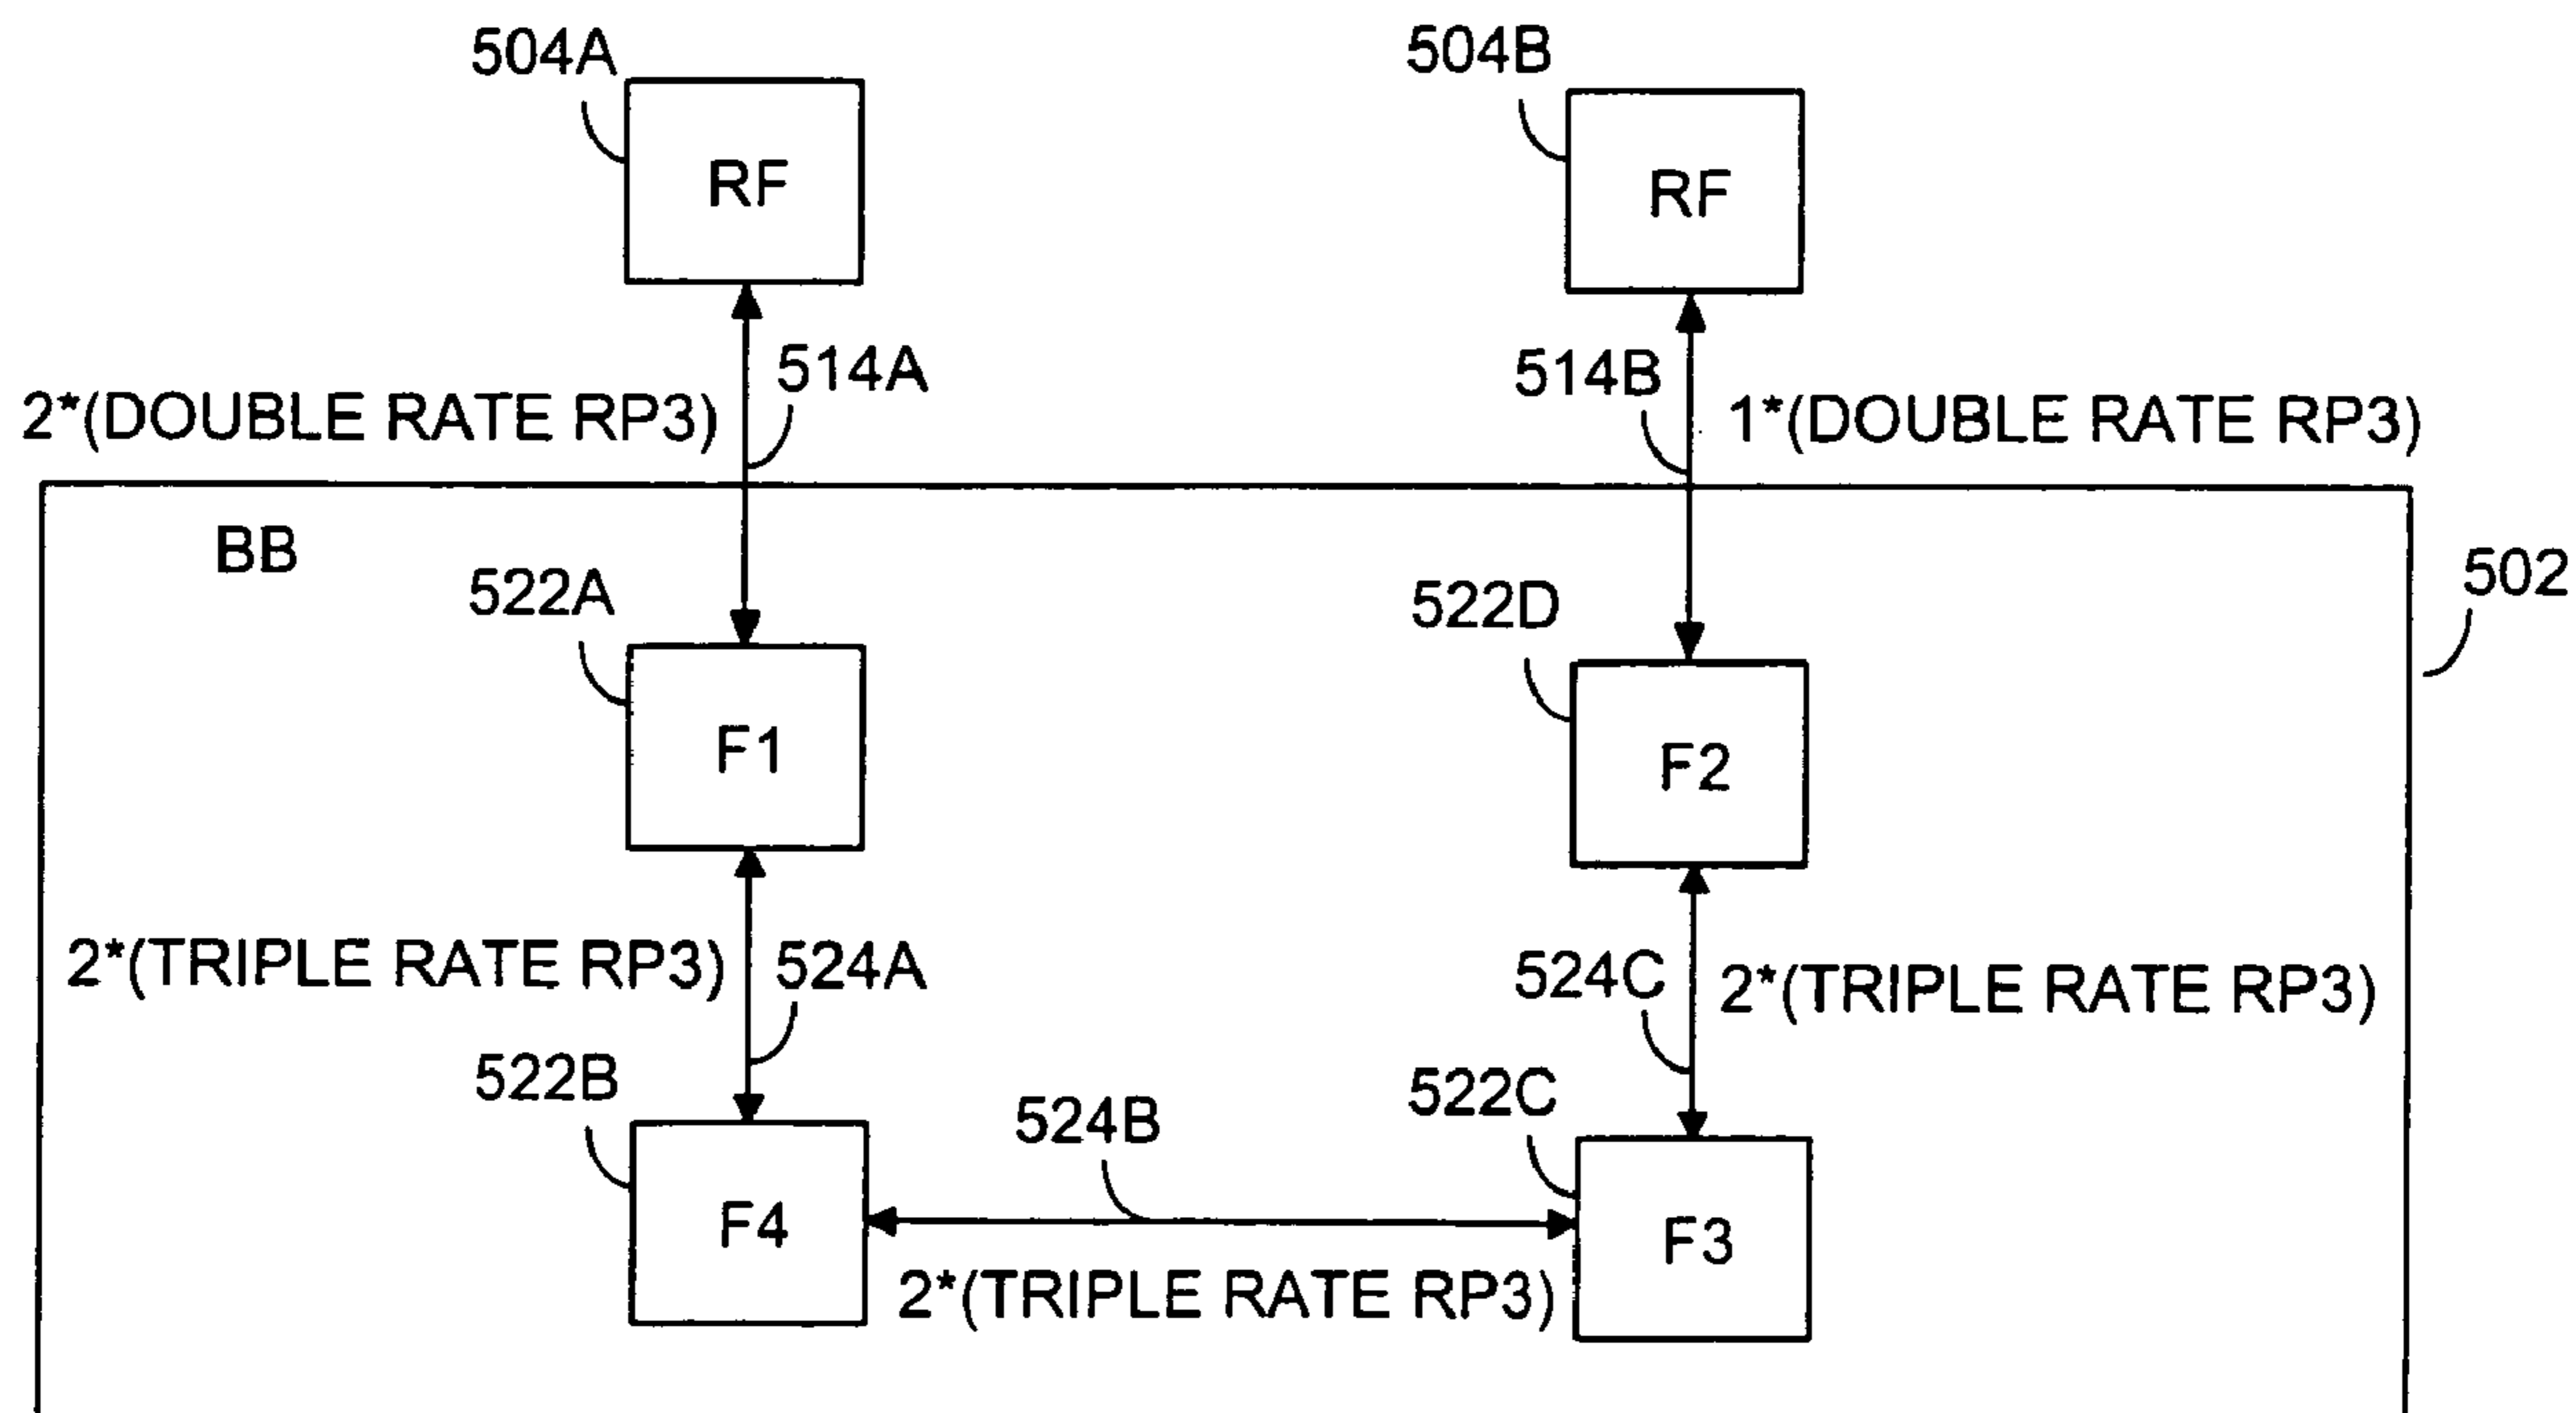 504A
504B
RF
RF
514A
514B
2*(DOUBLE RATE RP3)
1*(DOUBLE RATE RP3)
BB
502
522A
522D
F1
F2
2*(TRIPLE RATE RP3)
524A
524C
2*(TRIPLE RATE RP3)
522B
524B
522C
F4
F3
2*(TRIPLE RATE RP3)